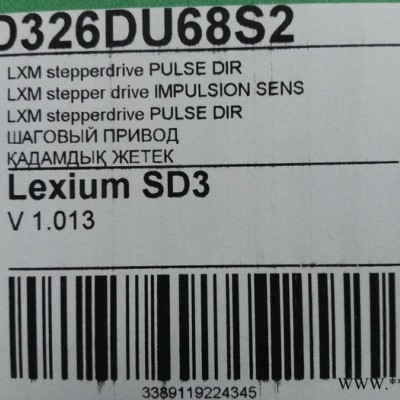 D326DU68S2
LXM stepperdrive PULSE DIR
LXM stepper drive IMPULSION SENS
LXM stepperdrive PULSE DIR
ШАГОВЫЙ ПРИВОД
ҚАДАМДЫҚ ЖЕТЕК
Lexium SD3
V 1.013
3389119224345